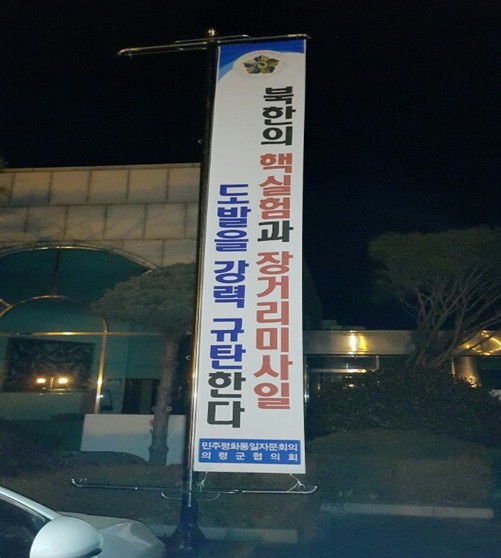 북한의 핵실험과 장거리미사일
도발을 강력 규탄한다
민주평화통일자문회의
의령군협의회